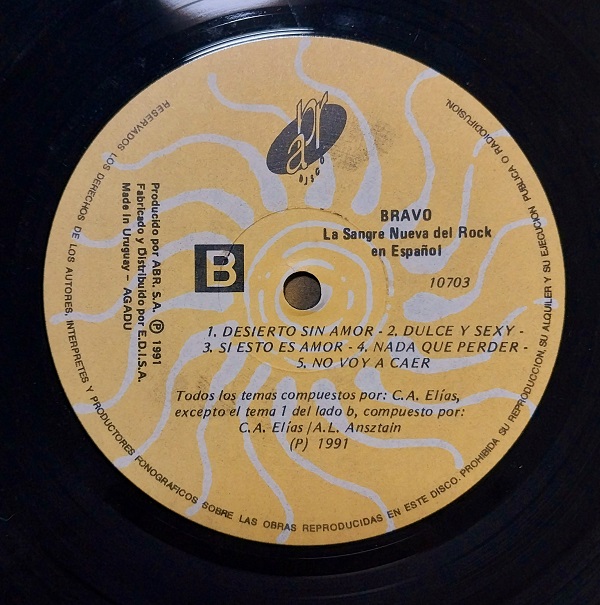 abr
DISCO
BRAVO
La Sangre Nueva del Rock
en Español
B
10703
1. DESIERTO SIN AMOR - 2. DULCE Y SEXY -
3. SI ESTO ES AMOR - 4. NADA QUE PERDER -
5. NO VOY A CAER
Todos los temas compuestos por: C.A. Elías,
excepto el tema 1 del lado b, compuesto por:
C.A. Elías / A.L. Ansztain
(P) 1991
Producido por ABR. S.A. Ⓟ 1991
Fabricado y Distribuido por E.D.I.S.A.
Made in Uruguay - AGADU
RESERVADOS LOS DERECHOS DE LOS AUTORES, INTERPRETES Y PRODUCTORES FONOGRAFICOS SOBRE LAS OBRAS REPRODUCIDAS EN ESTE DISCO. PROHIBIDA SU REPRODUCCION, SU ALQUILER Y SU EJECUCION PUBLICA O RADIODIFUSION.